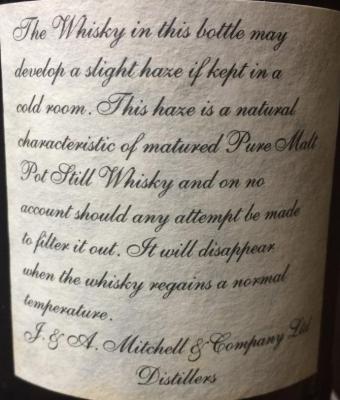 The Whisky in this bottle may
develop a slight haze if kept in a
cold room. This haze is a natural
characteristic of matured Pure Malt
Pot Still Whisky and on no
account should any attempt be made
to filter it out. It will disappear
when the whisky regains a normal
temperature.
J. & A. Mitchell & Company Ltd
Distillers